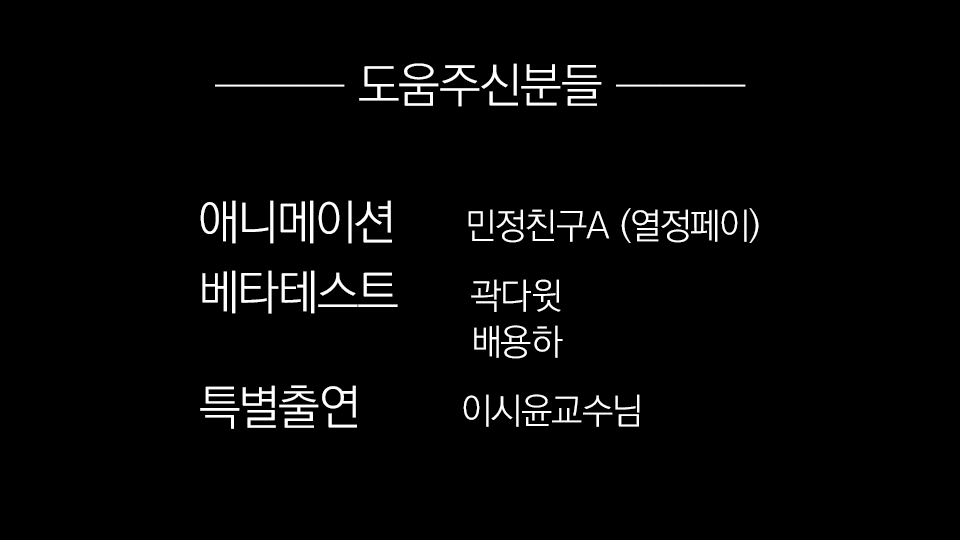 도움주신분들
애니메이션 민정친구A (열정페이)
베타테스트 곽다윗
배용하
특별출연 이시윤교수님